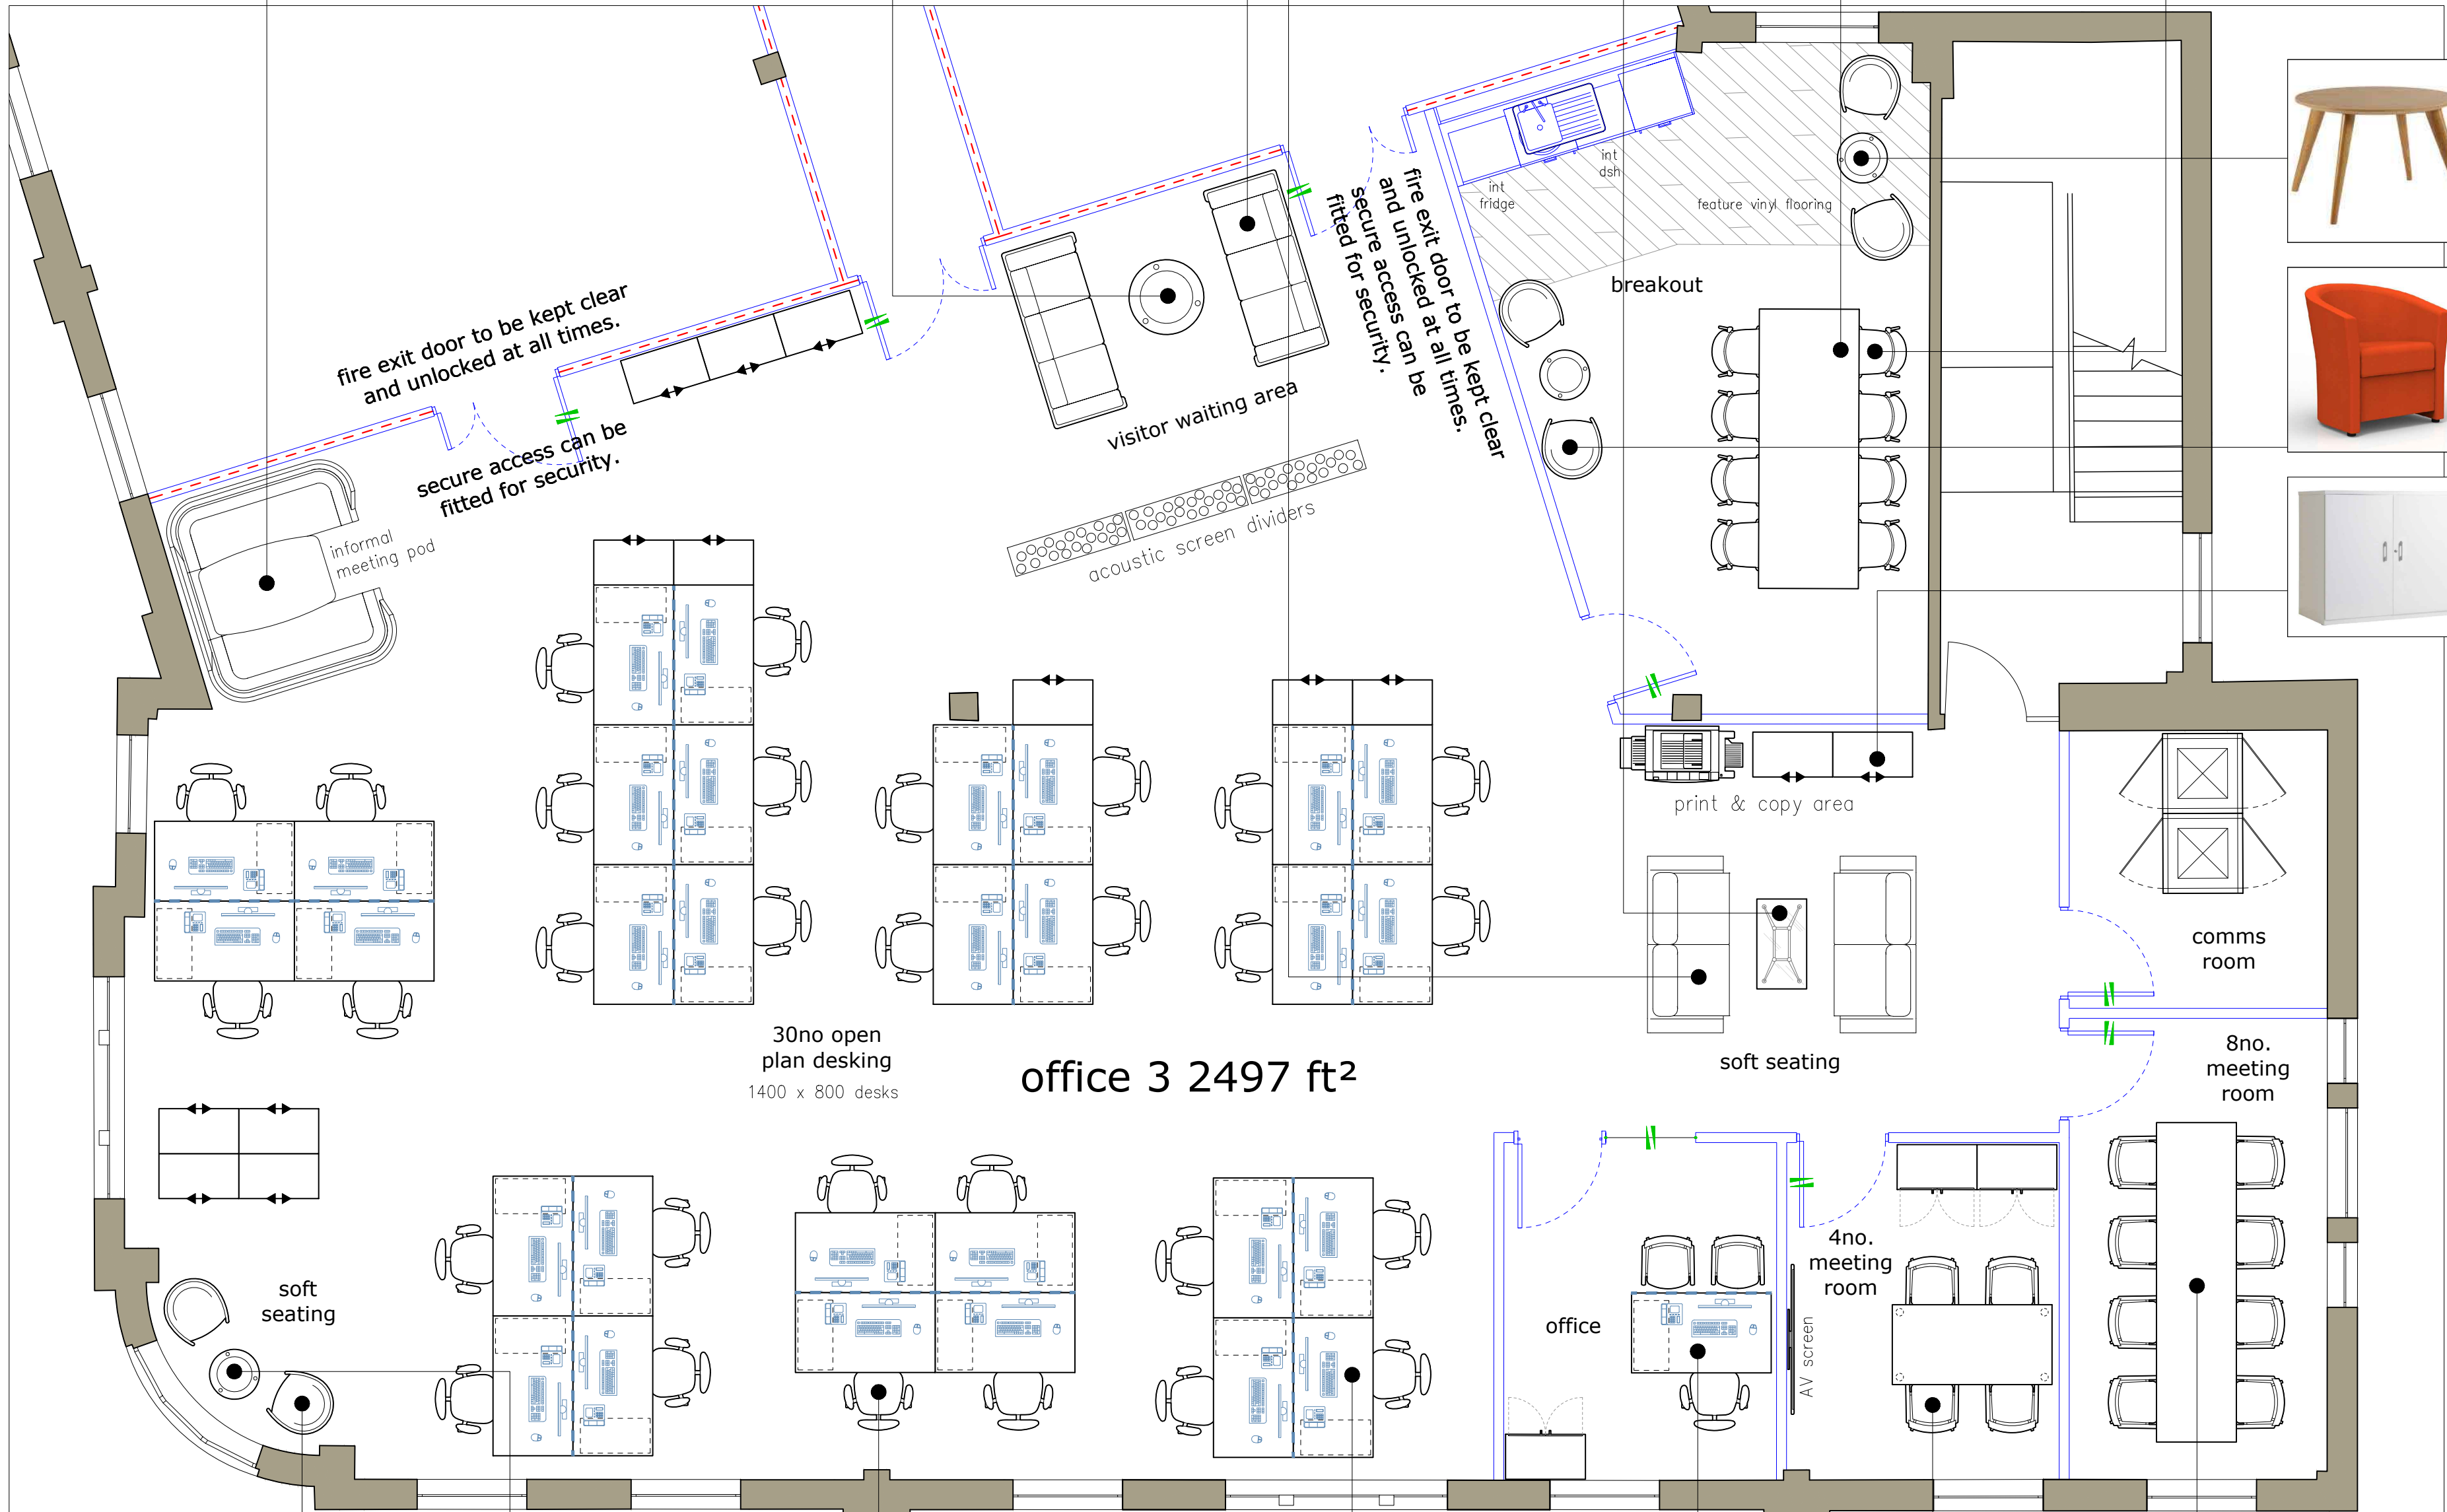 fire exit door to be kept clear
and unlocked at all times.
secure access can be
fitted for security.
informal
meeting pod
visitor waiting area
acoustic screen dividers
fire exit door to be kept clear
and unlocked at all times.
secure access can be
fitted for security.
int
fridge
int
dsh
feature vinyl flooring
breakout
print & copy area
comms
room
30no open
plan desking
1400 x 800 desks
office 3 2497 ft²
soft seating
8no.
meeting
room
soft
seating
office
AV screen
4no.
meeting
room